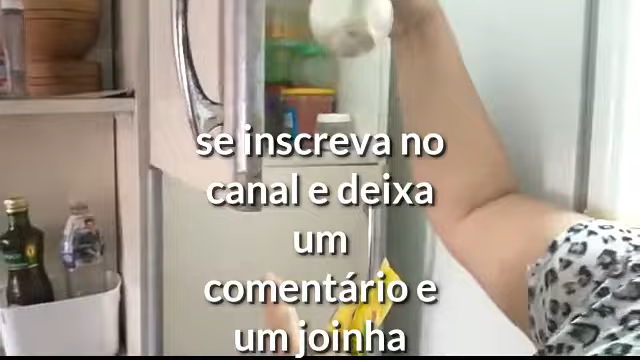 se inscreva no
canal e deixa
um
comentário e
um joinha